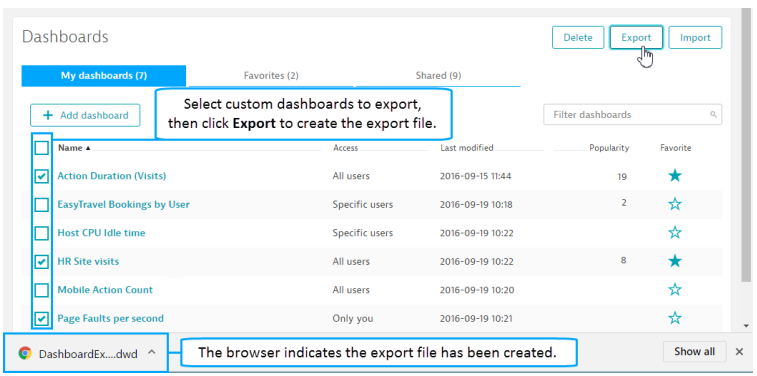 Dashboards
Delete Export Import
My dashboards (7) Favorites (2) Shared (9)
+ Add dashboard
Select custom dashboards to export,
then click Export to create the export file.
Filter dashboards
Name ▲ Access Last modified Popularity Favorite
Action Duration (Visits) All users 2016-09-15 11:44 19
EasyTravel Bookings by User Specific users 2016-09-19 10:18 2
Host CPU Idle time Specific users 2016-09-19 10:22
HR Site visits All users 2016-09-19 10:22 8
Mobile Action Count All users 2016-09-19 10:20
Page Faults per second Only you 2016-09-19 10:21
DashboardEx....dwd
The browser indicates the export file has been created.
Show all